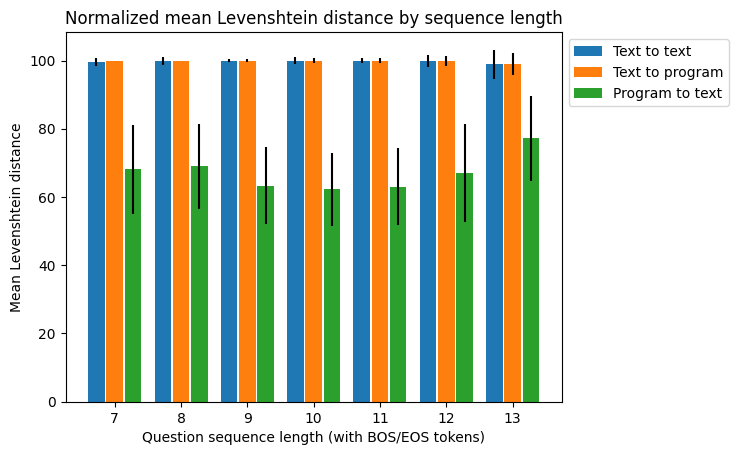 Normalized mean Levenshtein distance by sequence length
Mean Levenshtein distance
100
80
60
40
20
0
7 8 9 10 11 12 13
Question sequence length (with BOS/EOS tokens)
Text to text
Text to program
Program to text